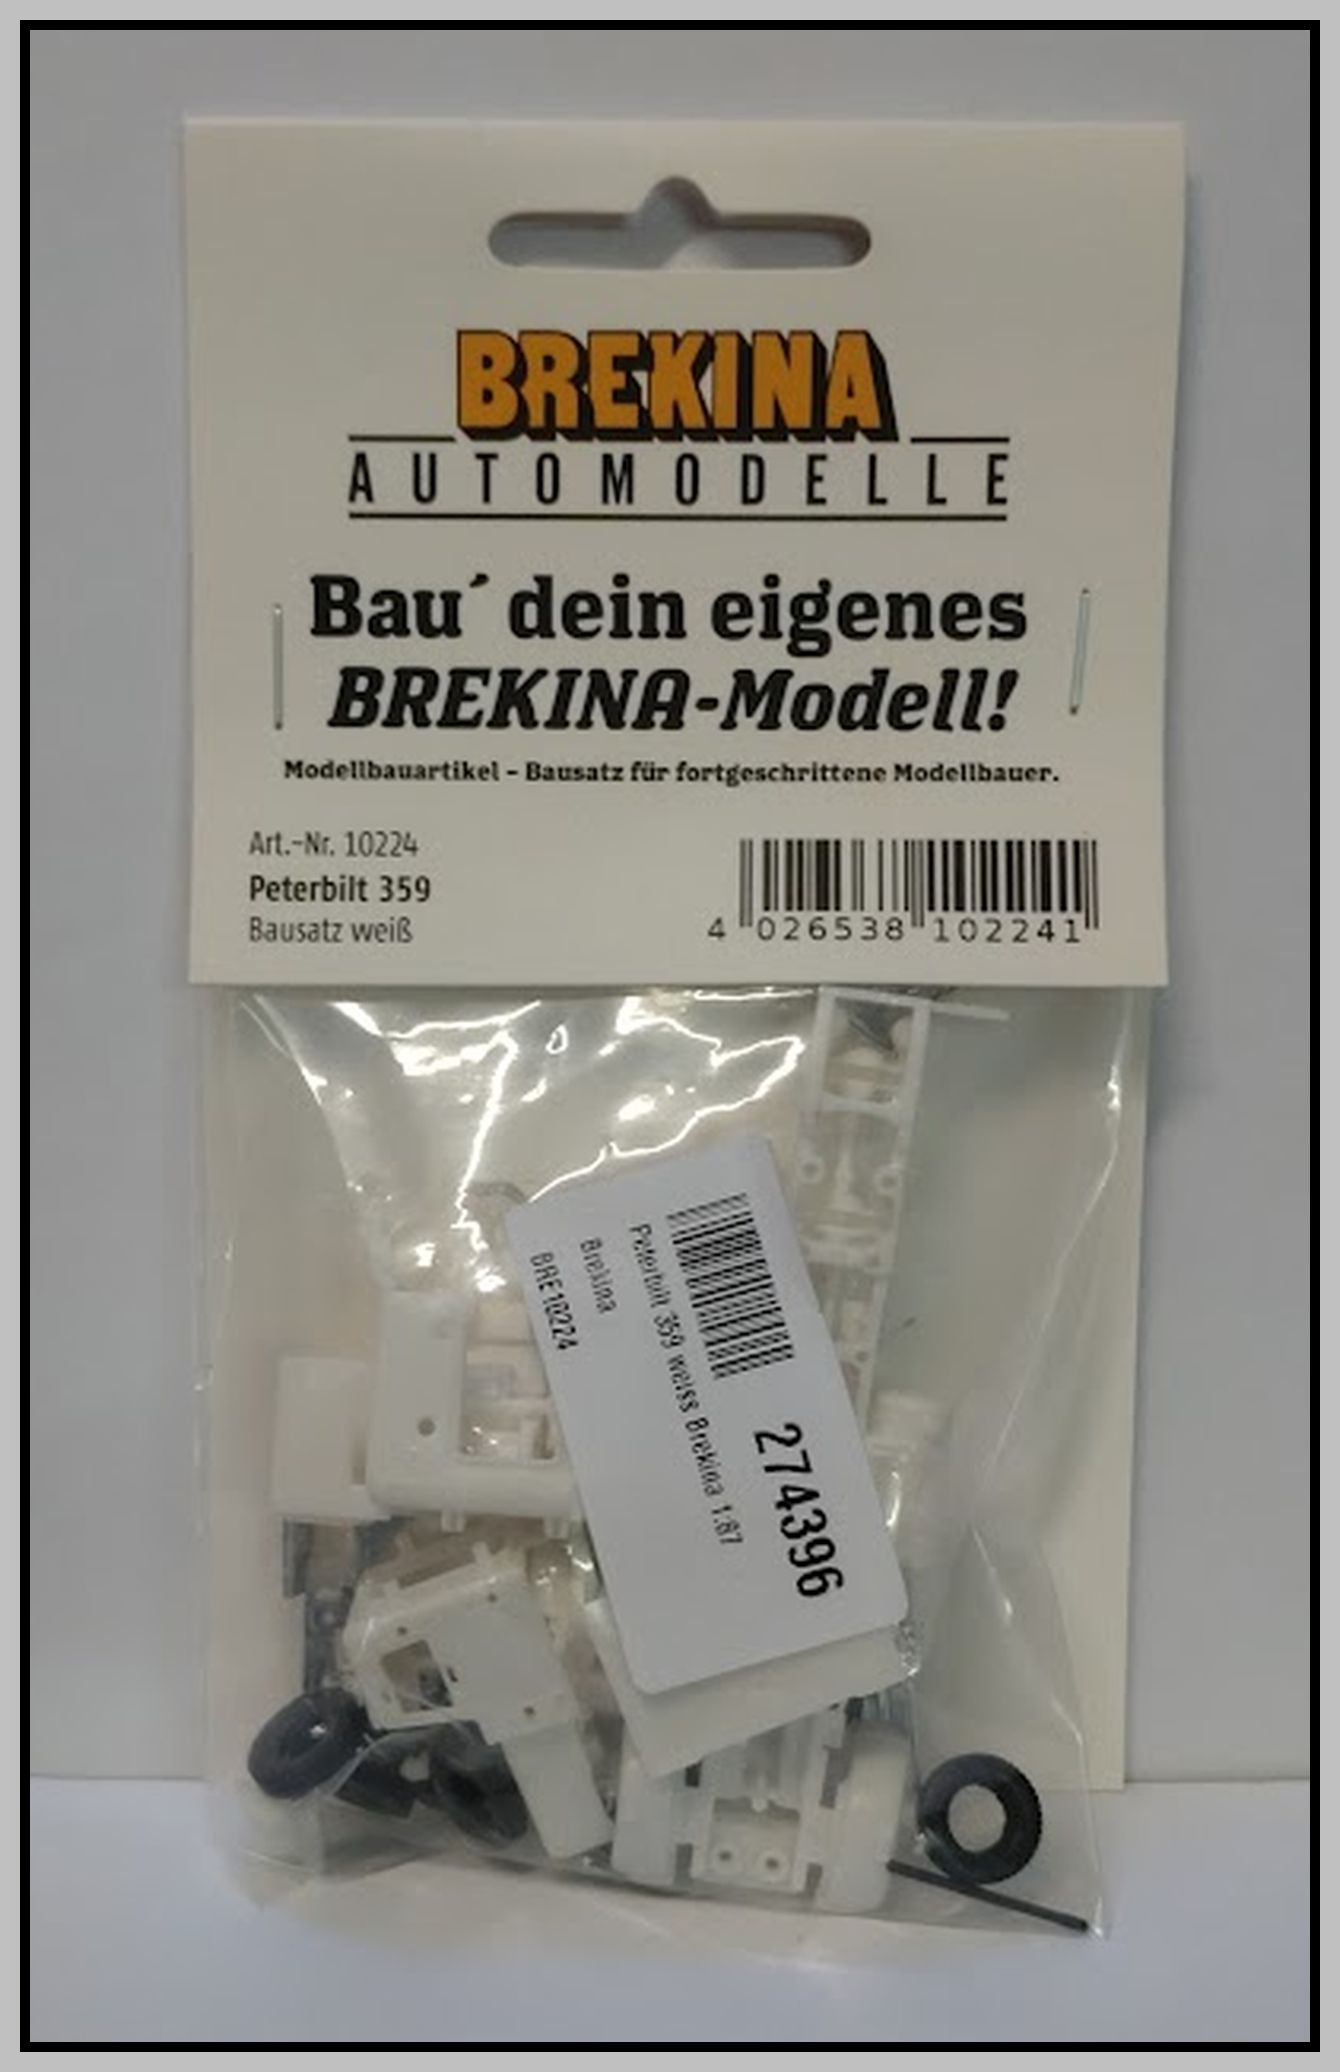 BREKINA
AUTOMODELLE
Bau´ dein eigenes
BREKINA-Modell!
Modellbauartikel - Bausatz für fortgeschrittene Modellbauer.
Art.-Nr. 10224
Peterbilt 359
Bausatz weiß
4 026538 102241
274396
Peterbilt 359 weiss Brekina 1:87
Brekina
BRE10224